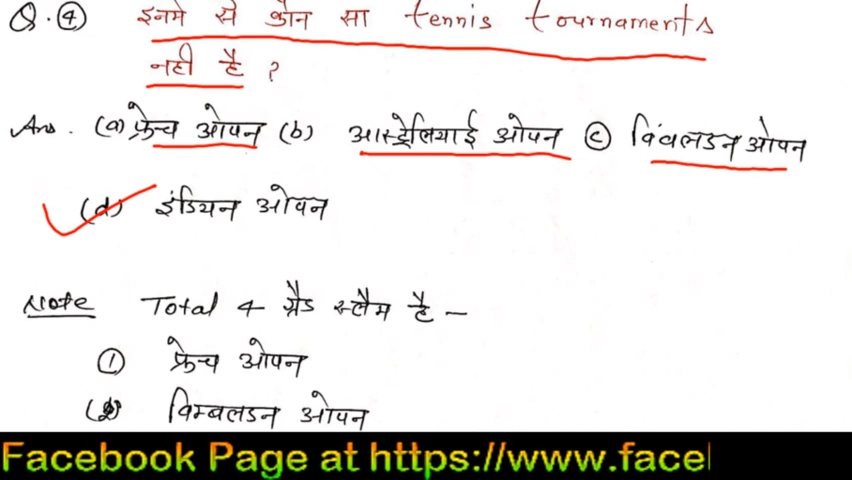 Q.④ इनमे से कौन सा tennis tournaments
नही है ?
Ans. (a) फ्रेन्च ओपन (b) आस्ट्रेलियाई ओपन © विंवलडन ओपन
(d) इंडियन ओपन
Note Total 4 ग्रैंड स्लैम है –
① फ्रेन्च ओपन
(2) विम्बलडन ओपन
Facebook Page at https://www.facel